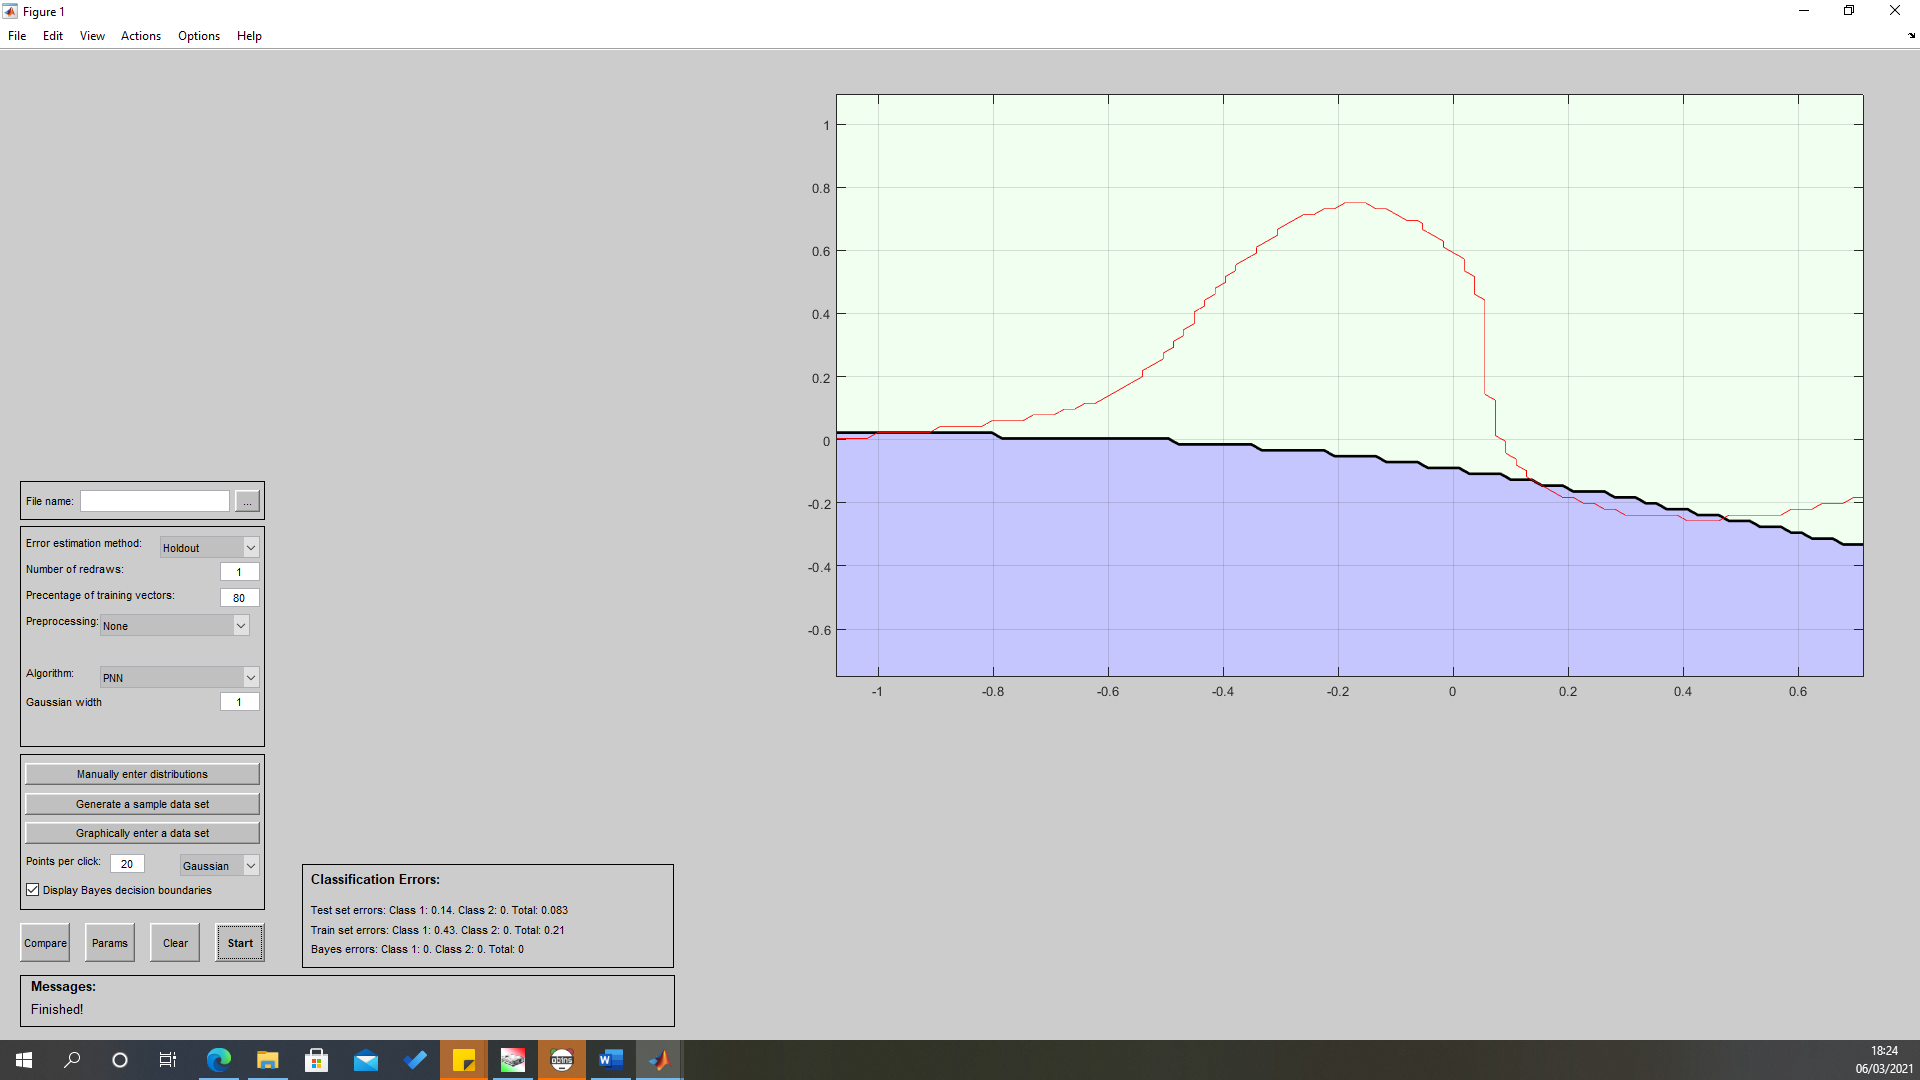 Figure 1
File Edit View Actions Options Help
1
0.8
0.6
0.4
0.2
0
-0.2
-0.4
-0.6
-1 -0.8 -0.6 -0.4 -0.2 0 0.2 0.4 0.6
File name: ...
Error estimation method: Holdout
Number of redraws: 1
Precentage of training vectors: 80
Preprocessing: None
Algorithm: PNN
Gaussian width 1
Manually enter distributions
Generate a sample data set
Graphically enter a data set
Points per click: 20 Gaussian
Display Bayes decision boundaries
Compare Params Clear Start
Classification Errors:
Test set errors: Class 1: 0.14. Class 2: 0. Total: 0.083
Train set errors: Class 1: 0.43. Class 2: 0. Total: 0.21
Bayes errors: Class 1: 0. Class 2: 0. Total: 0
Messages:
Finished!
18:24
06/03/2021